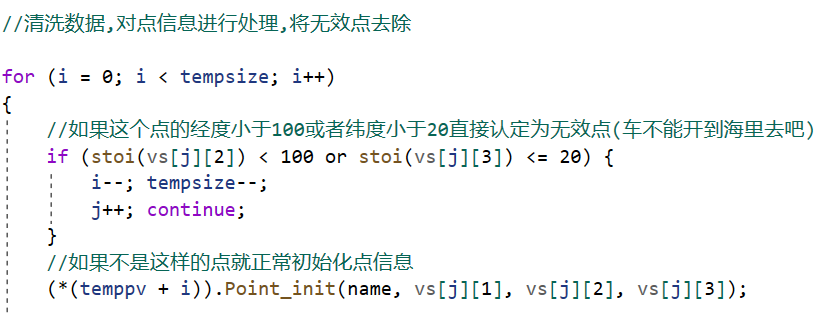 //清洗数据,对点信息进行处理,将无效点去除
for (i = 0; i < tempsize; i++)
{
//如果这个点的经度小于100或者纬度小于20直接认定为无效点(车不能开到海里去吧)
if (stoi(vs[j][2]) < 100 or stoi(vs[j][3]) <= 20) {
i--; tempsize--;
j++; continue;
}
//如果不是这样的点就正常初始化点信息
(*(temppv + i)).Point_init(name, vs[j][1], vs[j][2], vs[j][3]);